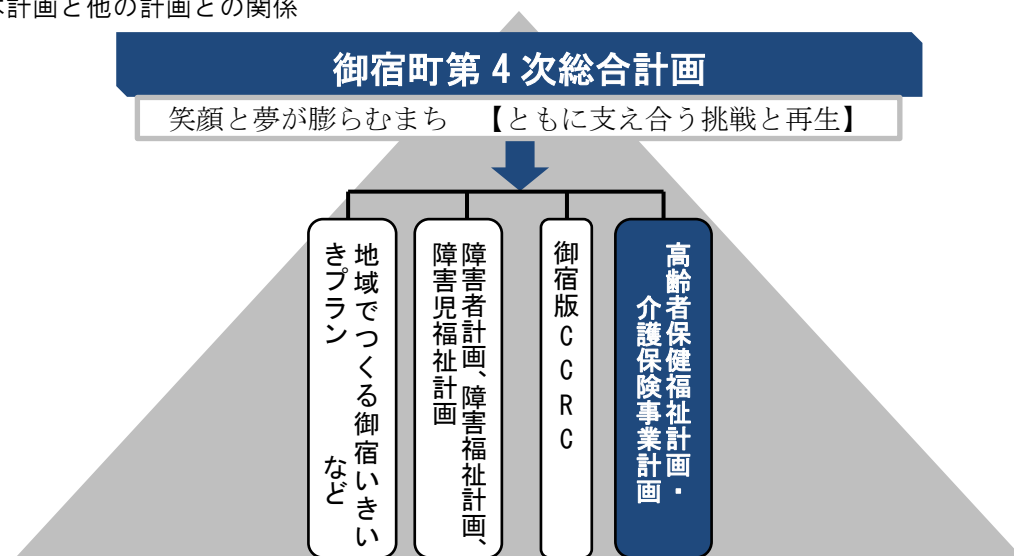 本計画と他の計画との関係
御宿町第4次総合計画
笑顔と夢が膨らむまち 【ともに支え合う挑戦と再生】
高齢者保健福祉計画・
介護保険事業計画
御宿版CCRC
障害者計画、障害福祉計画、
障害児福祉計画
地域でつくる御宿いきい
きプラン など